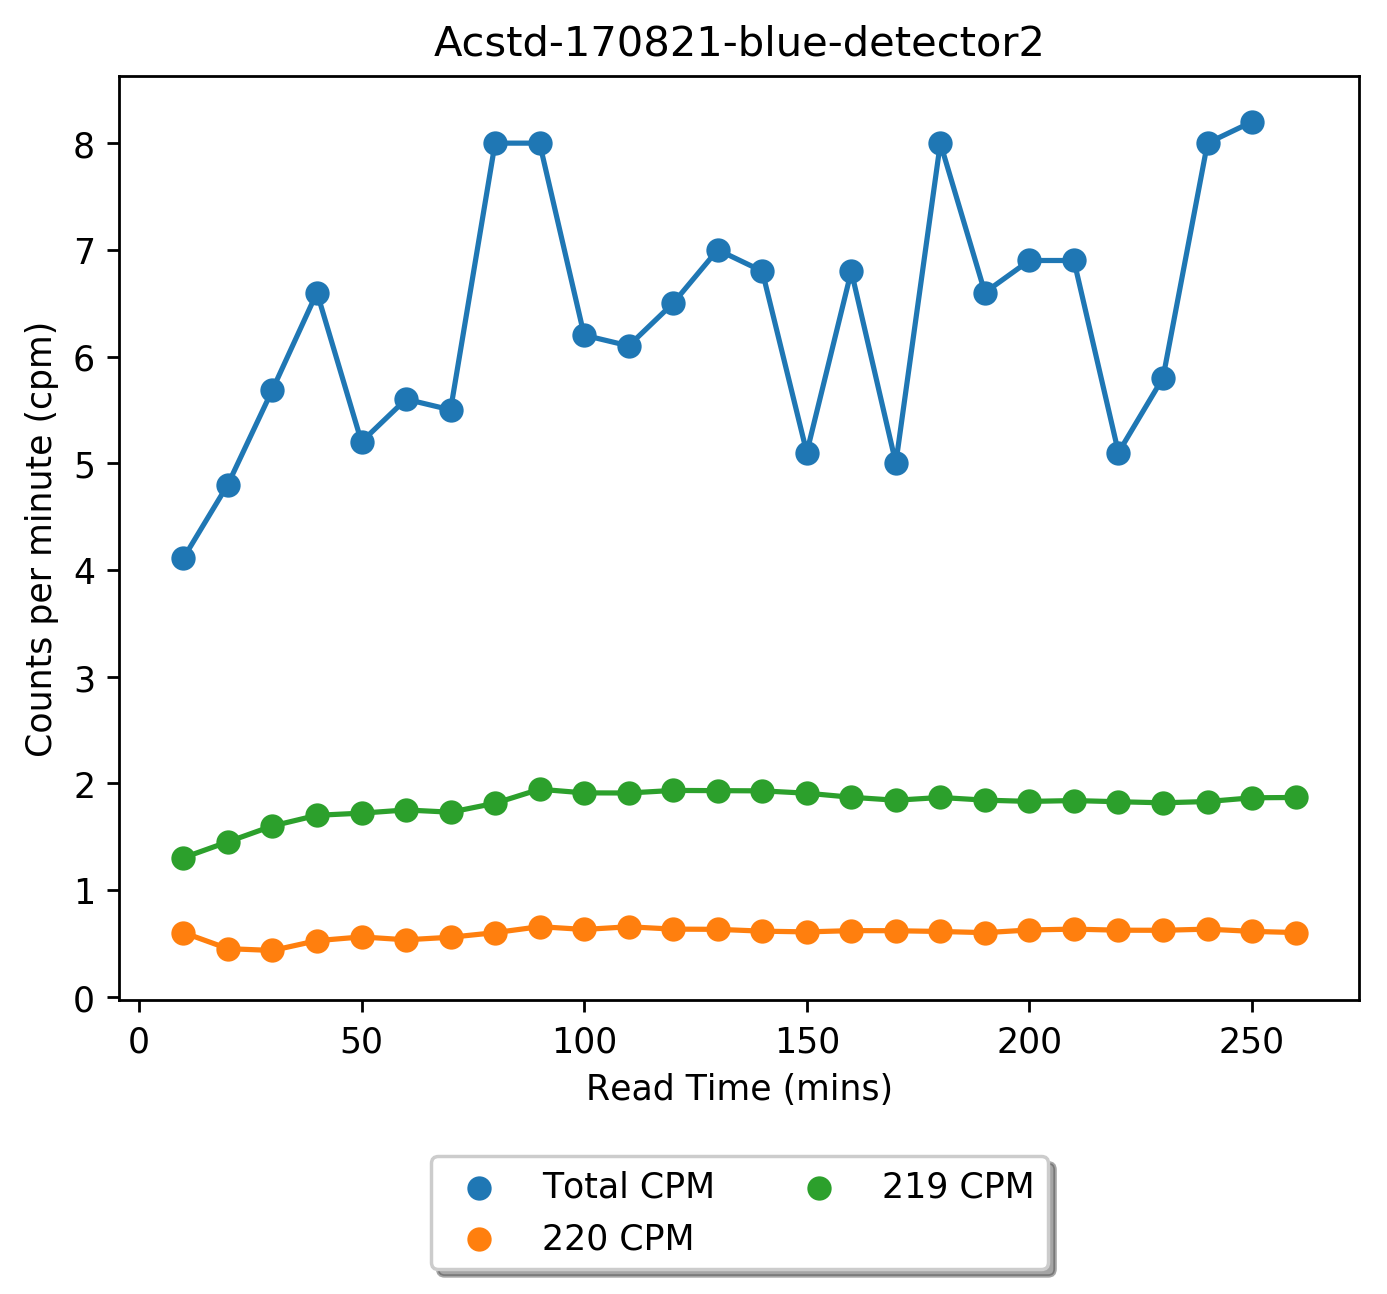 Acstd-170821-blue-detector2
Counts per minute (cpm)
8
7
6
5
4
3
2
1
0
0 50 100 150 200 250
Read Time (mins)
Total CPM 219 CPM
220 CPM